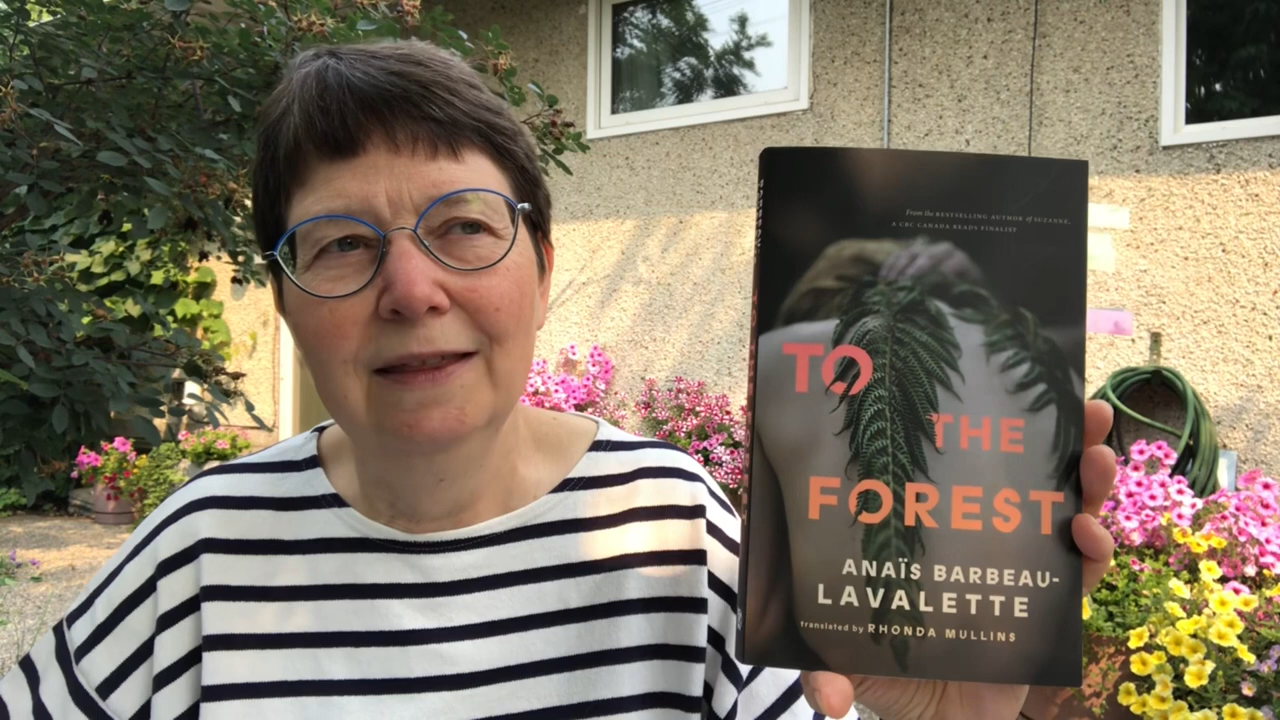 From the BESTSELLING AUTHOR of SUZANNE,
A CBC CANADA READS FINALIST
TO
THE
FOREST
ANAÏS BARBEAU-
LAVALETTE
translated by RHONDA MULLINS